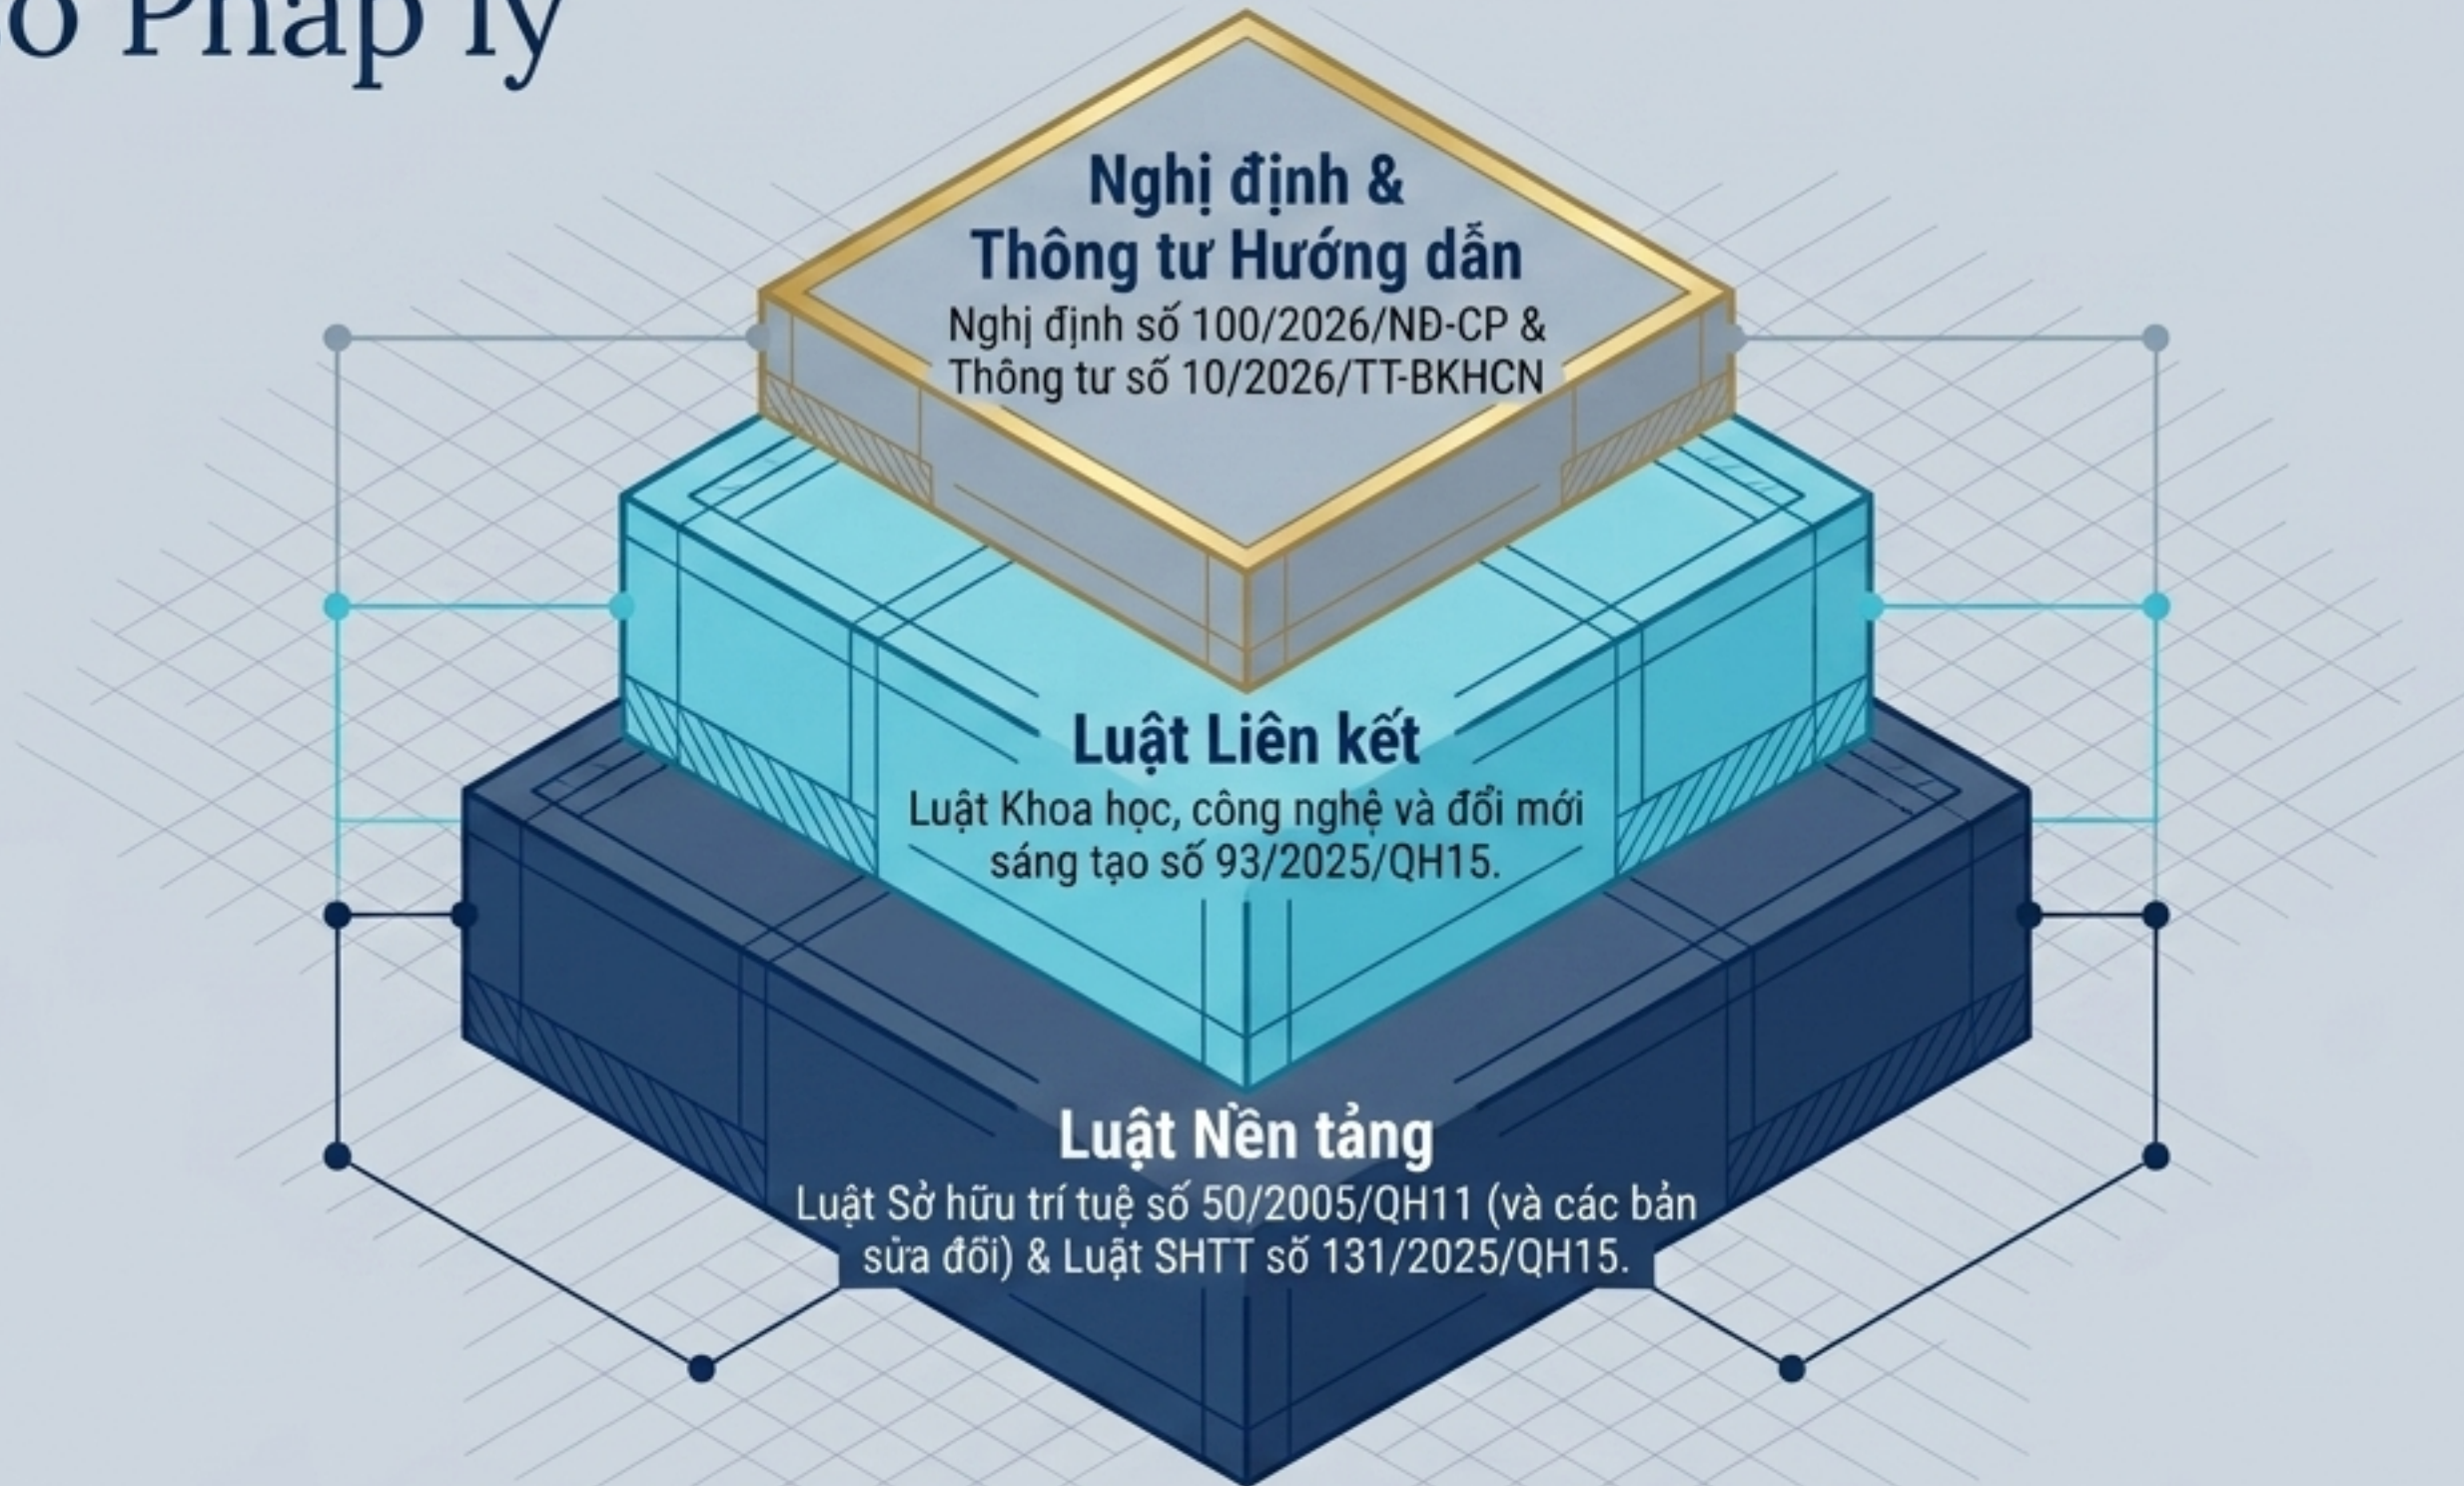 Pháp lý
Nghị định &
Thông tư Hướng dẫn
Nghị định số 100/2026/NĐ-CP &
Thông tư số 10/2026/TT-BKHCN
Luật Liên kết
Luật Khoa học, công nghệ và đổi mới
sáng tạo số 93/2025/QH15.
Luật Nền tảng
Luật Sở hữu trí tuệ số 50/2005/QH11 (và các bản
sửa đổi) & Luật SHTT số 131/2025/QH15.